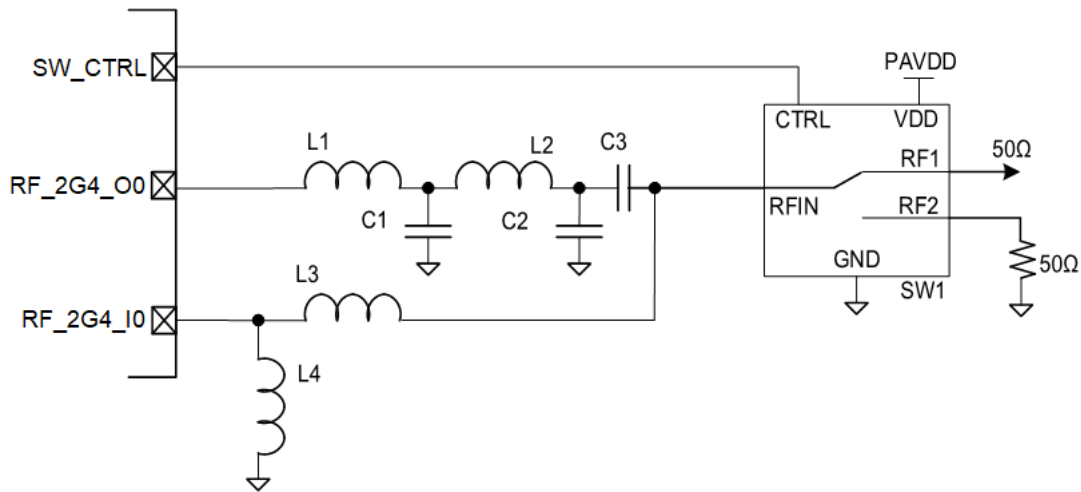 SW_CTRL
PAVDD
CTRL
VDD
L1
L2
C3
RF1
50Ω
RF_2G4_O0
RFIN
C1
C2
RF2
GND
50Ω
SW1
L3
RF_2G4_I0
L4